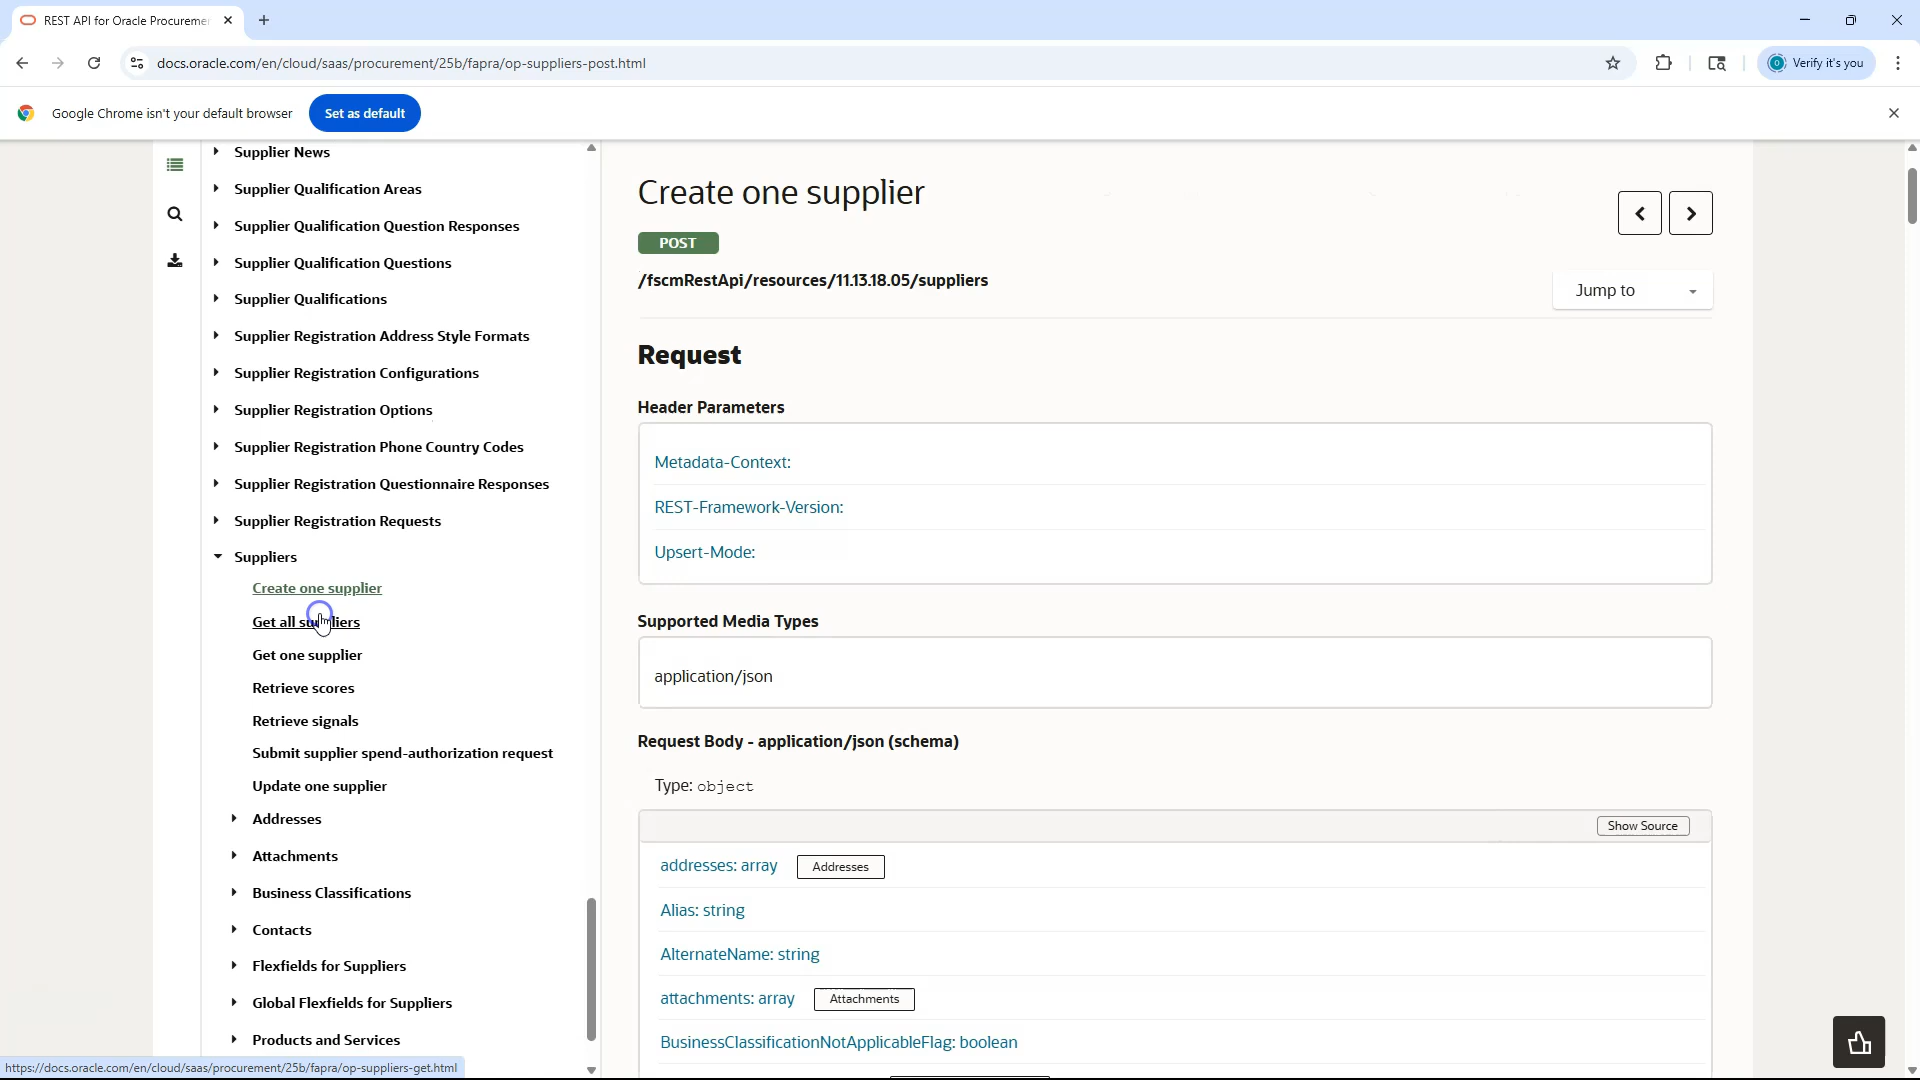 REST API for Oracle Procureme
docs.oracle.com/en/cloud/saas/procurement/25b/fapra/op-suppliers-post.html
Verify it's you
Google Chrome isn't your default browser
Set as default
Supplier News
Supplier Qualification Areas
Supplier Qualification Question Responses
Supplier Qualification Questions
Supplier Qualifications
Supplier Registration Address Style Formats
Supplier Registration Configurations
Supplier Registration Options
Supplier Registration Phone Country Codes
Supplier Registration Questionnaire Responses
Supplier Registration Requests
Suppliers
Create one supplier
Get all suppliers
Get one supplier
Retrieve scores
Retrieve signals
Submit supplier spend-authorization request
Update one supplier
Addresses
Attachments
Business Classifications
Contacts
Flexfields for Suppliers
Global Flexfields for Suppliers
Products and Services
https://docs.oracle.com/en/cloud/saas/procurement/25b/fapra/op-suppliers-get.html
Create one supplier
POST
/fscmRestApi/resources/11.13.18.05/suppliers
Jump to
Request
Header Parameters
Metadata-Context:
REST-Framework-Version:
Upsert-Mode:
Supported Media Types
application/json
Request Body - application/json (schema)
Type: object
Show Source
addresses: array Addresses
Alias: string
AlternateName: string
attachments: array Attachments
BusinessClassificationNotApplicableFlag: boolean